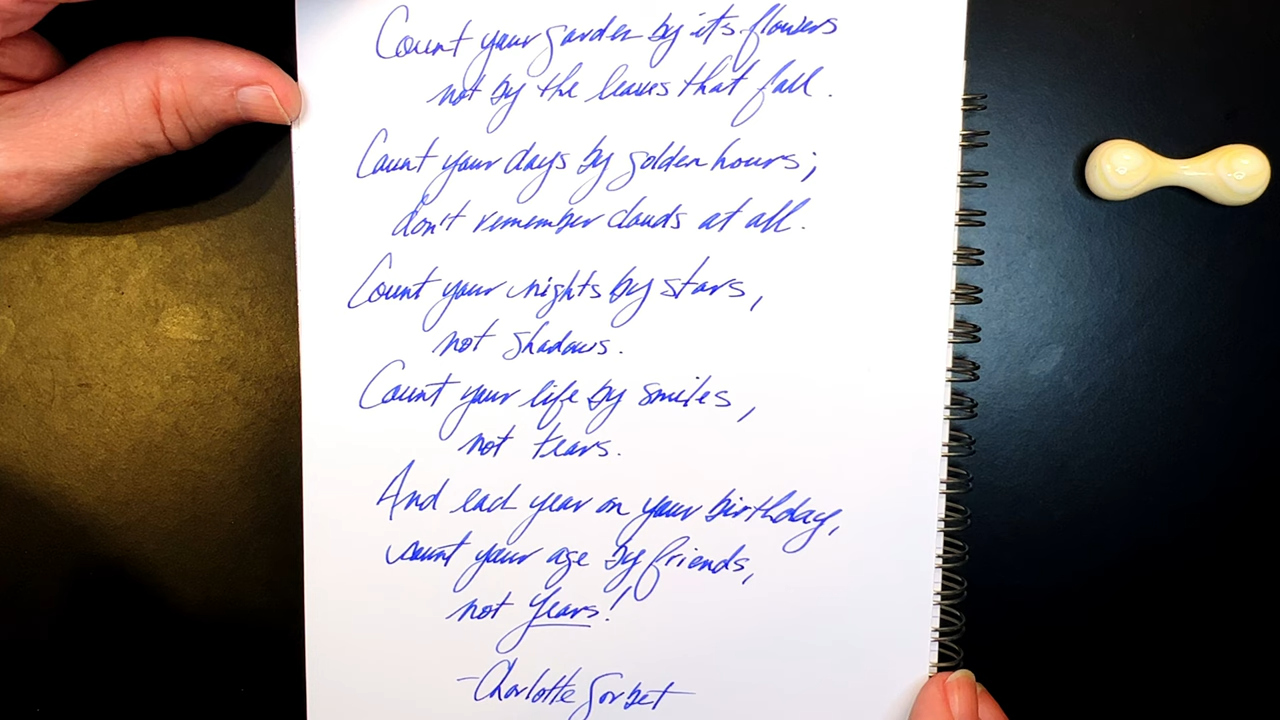 Count your garden by it's flowers
not by the leaves that fall.
Count your days by golden hours;
don't remember clouds at all.
Count your nights by stars,
not shadows.
Count your life by smiles,
not tears.
And each year on your birthday,
count your age by friends,
not years!
-Charlotte Sorbet